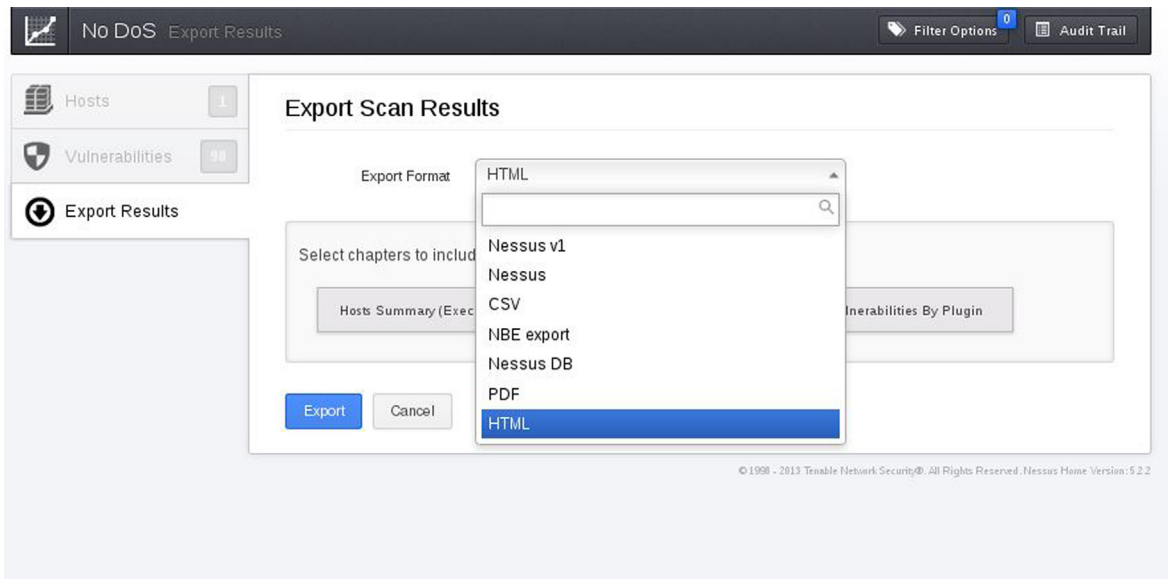 No DoS Export Results
Filter Options 0
Audit Trail
Hosts 1
Vulnerabilities 98
Export Results
Export Scan Results
Export Format HTML
Nessus v1
Nessus
CSV
NBE export
Nessus DB
PDF
HTML
Select chapters to includ
Hosts Summary (Exec
lnerabilities By Plugin
Export
Cancel
©1998 - 2013 Tenable Network Security®. All Rights Reserved. Nessus Home Version: 5.2.2